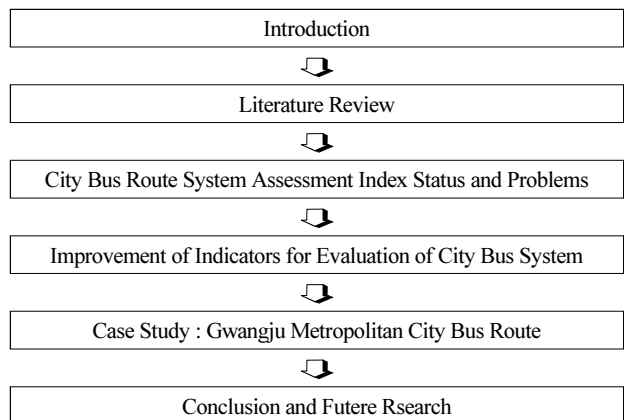 Introduction
Literature Review
City Bus Route System Assessment Index Status and Problems
Improvement of Indicators for Evaluation of City Bus System
Case Study : Gwangju Metropolitan City Bus Route
Conclusion and Futere Rsearch